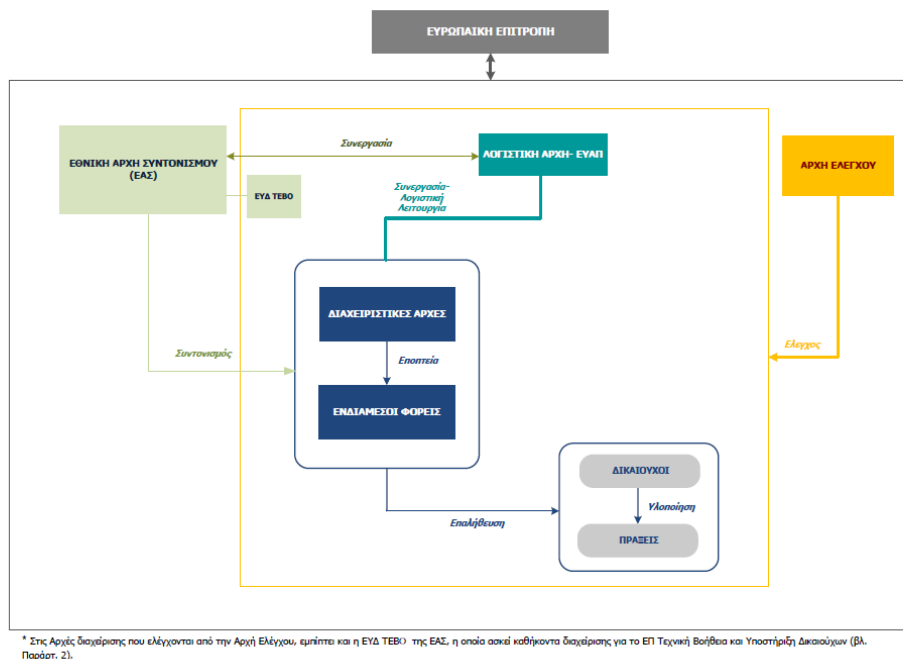 ΕΥΡΩΠΑΙΚΗ ΕΠΙΤΡΟΠΗ
ΕΘΝΙΚΗ ΑΡΧΗ ΣΥΝΤΟΝΙΣΜΟΥ
(ΕΑΣ)
Συνεργασία
ΛΟΓΙΣΤΙΚΗ ΑΡΧΗ- ΕΥΑΠ
ΑΡΧΗ ΕΛΕΓΧΟΥ
ΕΥΔ ΤΕΒΟ
Συνεργασία-
Λογιστική
Λειτουργία
ΔΙΑΧΕΙΡΙΣΤΙΚΕΣ ΑΡΧΕΣ
Συντονισμός
Εποπτεία
Ελεγχος
ΕΝΔΙΑΜΕΣΟΙ ΦΟΡΕΙΣ
ΔΙΚΑΙΟΥΧΟΙ
Υλοποίηση
Επαλήθευση
ΠΡΑΞΕΙΣ
* Στις Αρχές διαχείρισης που ελέγχονται από την Αρχή Ελέγχου, εμπίπτει και η ΕΥΔ ΤΕΒΟ της ΕΑΣ, η οποία ασκεί καθήκοντα διαχείρισης για το ΕΠ Τεχνική Βοήθεια και Υποστήριξη Δικαιούχων (βλ.
Παράρτ. 2).